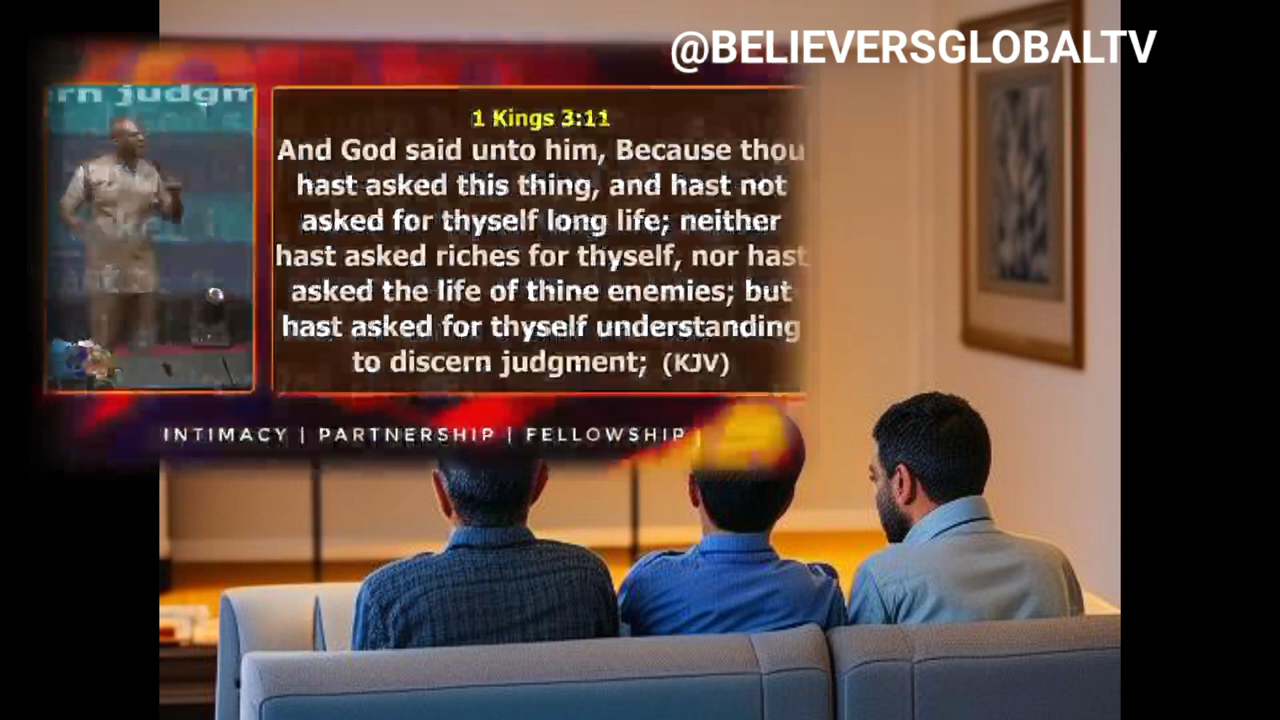 @BELIEVERSGLOBALTV
rn judgm
1 Kings 3:11
And God said unto him, Because thou
hast asked this thing, and hast not
asked for thyself long life; neither
hast asked riches for thyself, nor hast
asked the life of thine enemies; but
hast asked for thyself understanding
to discern judgment; (KJV)
INTIMACY | PARTNERSHIP | FELLOWSHIP |